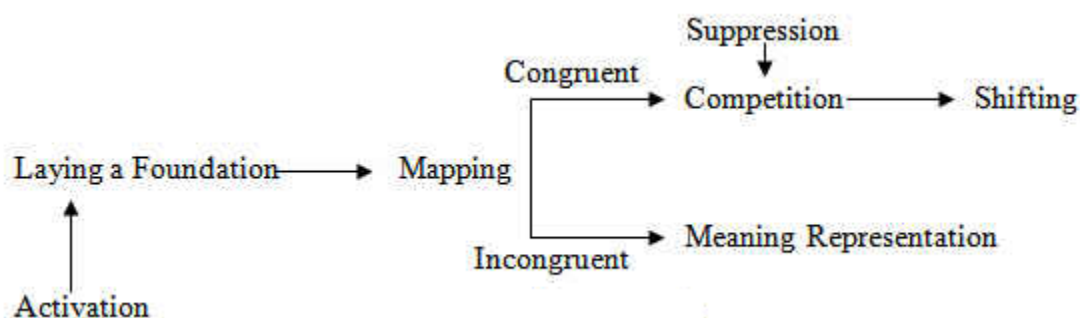 Suppression
Congruent
Competition
Shifting
Laying a Foundation
Mapping
Incongruent
Meaning Representation
Activation